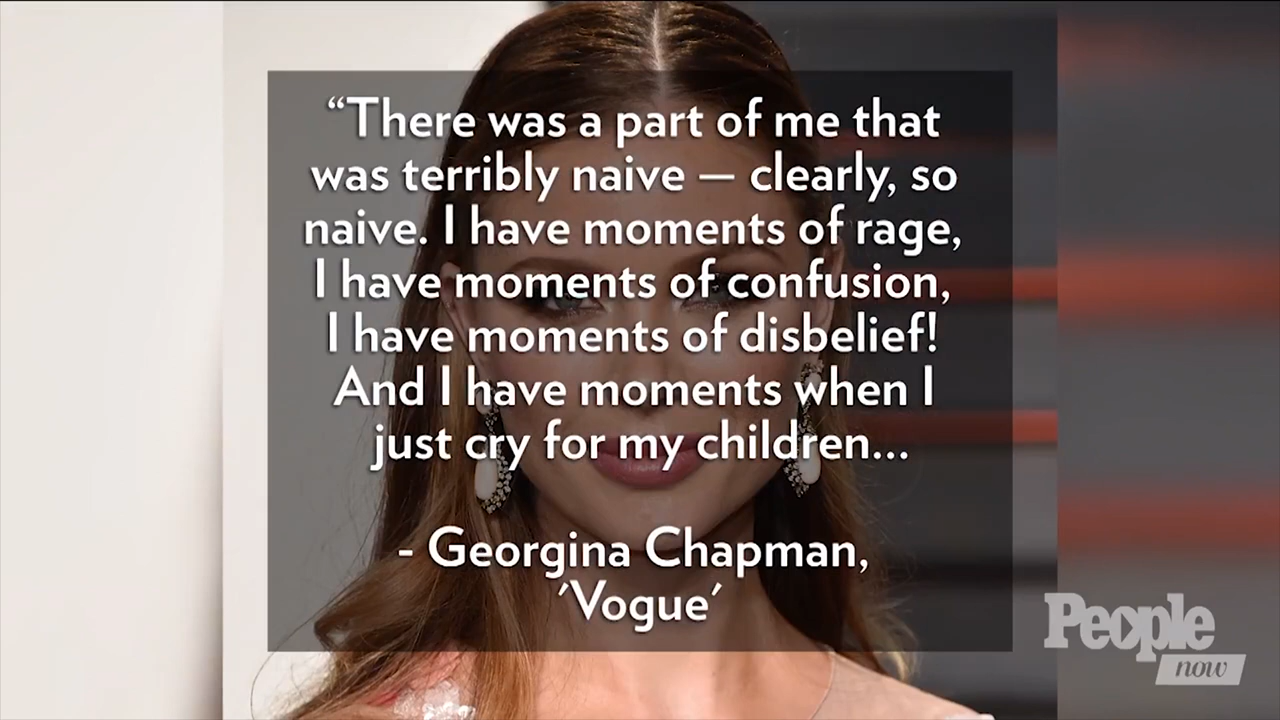 “There was a part of me that
was terribly naive — clearly, so
naive. I have moments of rage,
I have moments of confusion,
I have moments of disbelief!
And I have moments when I
just cry for my children...
- Georgina Chapman,
'Vogue'
People
now